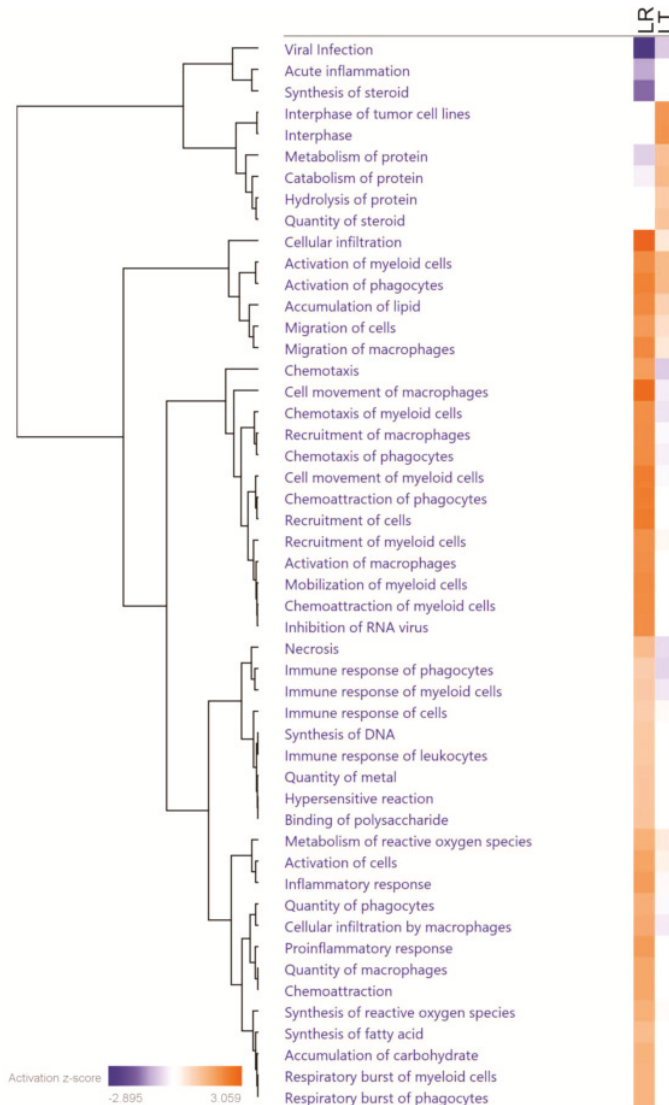 LR
LT
Viral Infection
Acute inflammation
Synthesis of steroid
Interphase of tumor cell lines
Interphase
Metabolism of protein
Catabolism of protein
Hydrolysis of protein
Quantity of steroid
Cellular infiltration
Activation of myeloid cells
Activation of phagocytes
Accumulation of lipid
Migration of cells
Migration of macrophages
Chemotaxis
Cell movement of macrophages
Chemotaxis of myeloid cells
Recruitment of macrophages
Chemotaxis of phagocytes
Cell movement of myeloid cells
Chemoattraction of phagocytes
Recruitment of cells
Recruitment of myeloid cells
Activation of macrophages
Mobilization of myeloid cells
Chemoattraction of myeloid cells
Inhibition of RNA virus
Necrosis
Immune response of phagocytes
Immune response of myeloid cells
Immune response of cells
Synthesis of DNA
Immune response of leukocytes
Quantity of metal
Hypersensitive reaction
Binding of polysaccharide
Metabolism of reactive oxygen species
Activation of cells
Inflammatory response
Quantity of phagocytes
Cellular infiltration by macrophages
Proinflammatory response
Quantity of macrophages
Chemoattraction
Synthesis of reactive oxygen species
Synthesis of fatty acid
Accumulation of carbohydrate
Respiratory burst of myeloid cells
Respiratory burst of phagocytes
Activation z-score
-2.895 3.059